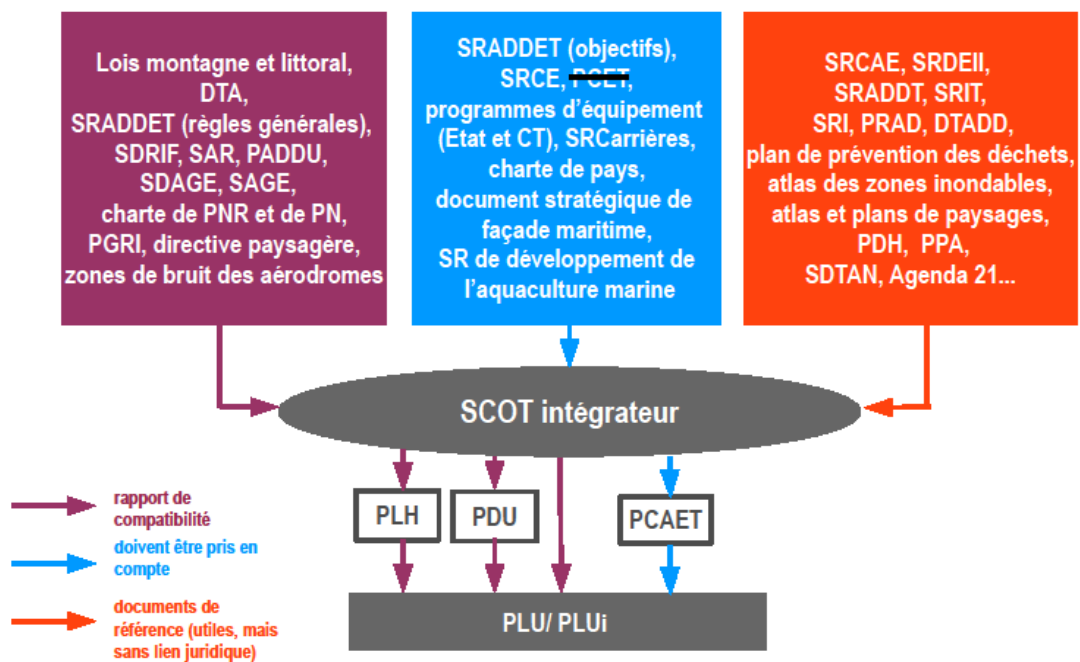 Lois montagne et littoral,
DTA,
SRADDET (règles générales),
SDRIF, SAR, PADDU,
SDAGE, SAGE,
charte de PNR et de PN,
PGRI, directive paysagère,
zones de bruit des aérodromes
SRADDET (objectifs),
SRCE, PCET,
programmes d'équipement
(Etat et CT), SRCarrières,
charte de pays,
document stratégique de
façade maritime,
SR de développement de
l'aquaculture marine
SRCAE, SRDEII,
SRADDT, SRIT,
SRI, PRAD, DTADD,
plan de prévention des déchets,
atlas des zones inondables,
atlas et plans de paysages,
PDH, PPA,
SDTAN, Agenda 21...
SCOT intégrateur
PLH
PDU
PCAET
PLU/ PLUi
rapport de
compatibilité
doivent être pris en
compte
documents de
référence (utiles, mais
sans lien juridique)